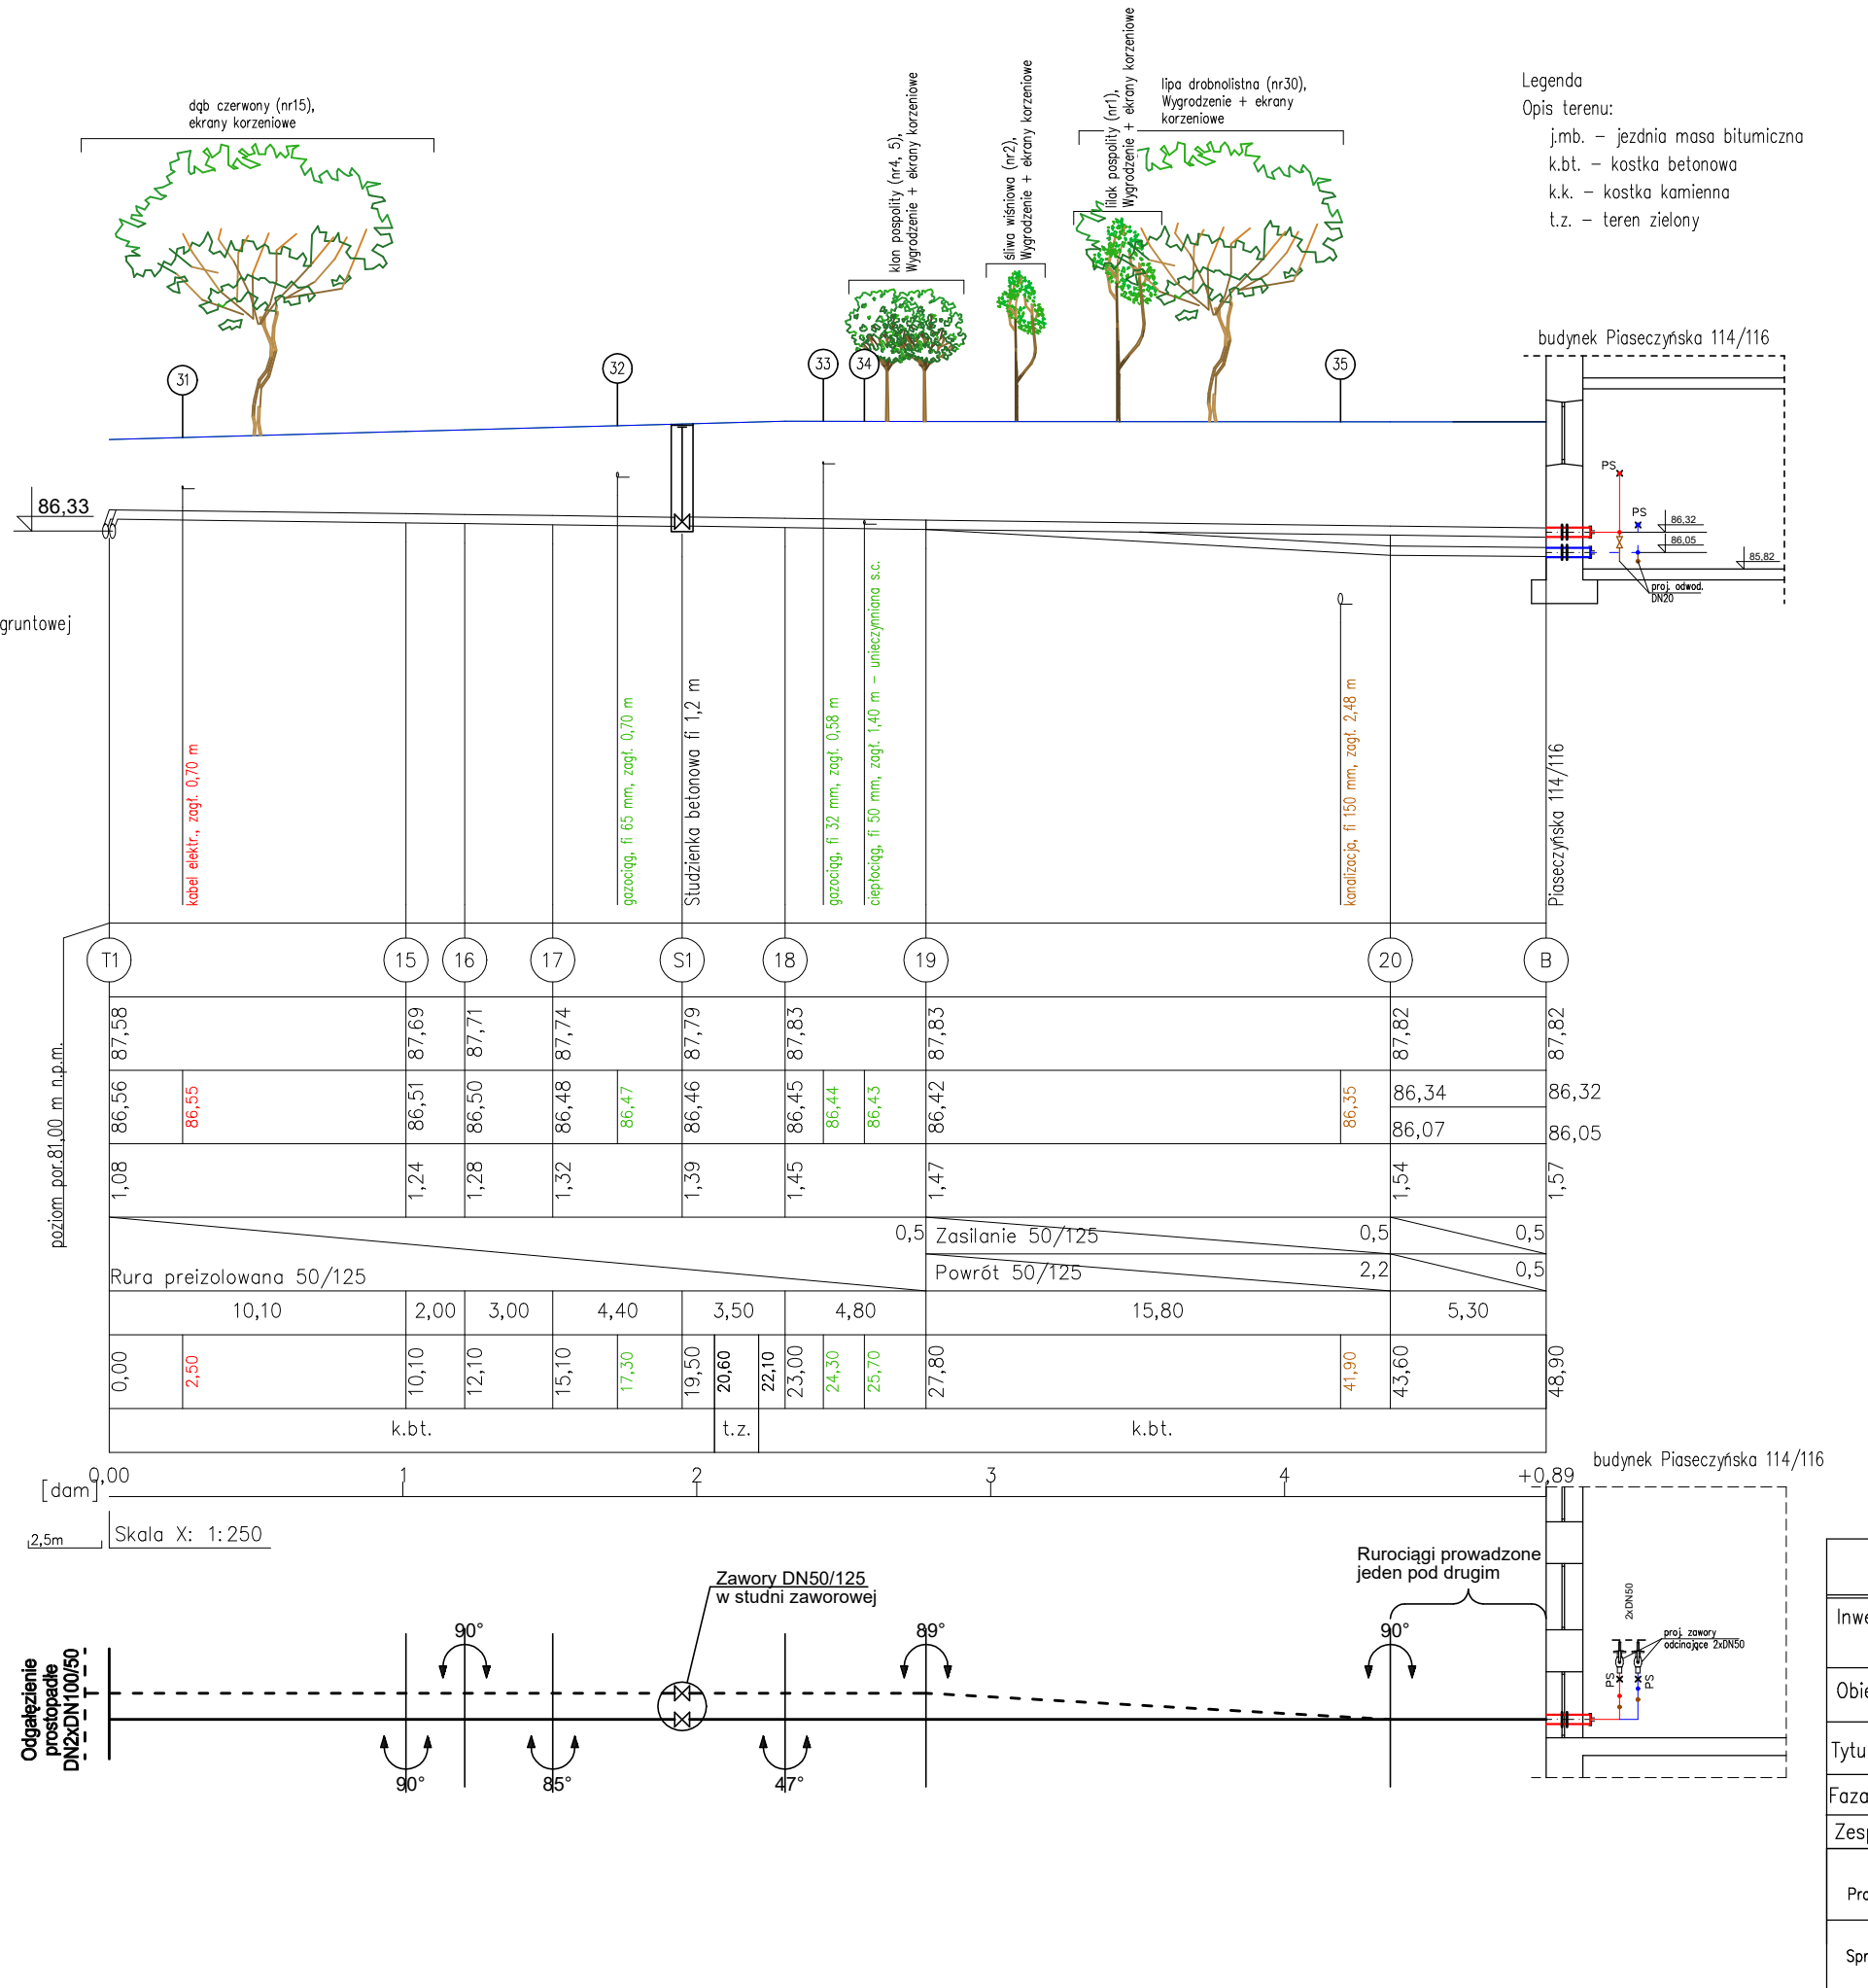 dąb czerwony (nr15),
ekrany korzeniowe
klon pospolity (nr4, 5),
Wygrodzenie + ekrany korzeniowe
śliwa wiśniowa (nr2),
Wygrodzenie + ekrany korzeniowe
lilak pospolity (nr1),
Wygrodzenie + ekrany korzeniowe
lipa drobnolistna (nr30),
Wygrodzenie + ekrany
korzeniowe
Legenda
Opis terenu:
j.mb. – jezdnia masa bitumiczna
k.bt. – kostka betonowa
k.k. – kostka kamienna
t.z. – teren zielony
budynek Piaseczyńska 114/116
31
32
33
34
35
86,33
PS
PS
86,32
86,05
85,82
proj. odwod.
DN20
gruntowej
kabel elektr., zagł. 0,70 m
gazociąg, fi 65 mm, zagł. 0,70 m
Studzienka betonowa fi 1,2 m
gazociąg, fi 32 mm, zagł. 0,58 m
ciepłociąg, fi 50 mm, zagł. 1,40 m – unieczynniana s.c.
kanalizacja, fi 150 mm, zagł. 2,48 m
Piaseczyńska 114/116
poziom por.81,00 m n.p.m.
T1 15 16 17 S1 18 19 20 B
87,58 87,69 87,71 87,74 87,79 87,83 87,83 87,82 87,82
86,56 86,55 86,51 86,50 86,48 86,47 86,46 86,45 86,44 86,43 86,42 86,35 86,34 86,32
86,07 86,05
1,08 1,24 1,28 1,32 1,39 1,45 1,47 1,54 1,57
0,5 Zasilanie 50/125 0,5 0,5
Rura preizolowana 50/125 Powrót 50/125 2,2 0,5
10,10 2,00 3,00 4,40 3,50 4,80 15,80 5,30
0,00 2,50 10,10 12,10 15,10 17,30 19,50 20,60 22,10 23,00 24,30 25,70 27,80 41,90 43,60 48,90
k.bt. t.z. k.bt.
[dam] 0,00 1 2 3 4 +0,89
budynek Piaseczyńska 114/116
2,5m
Skala X: 1:250
Zawory DN50/125
w studni zaworowej
Rurociągi prowadzone
jeden pod drugim
90° 89° 90°
90° 85° 47°
Odgałęzienie
prostopadłe
DN2xDN100/50
2xDN50
proj. zawory
odcinające 2xDN50
PS
PS
Inwe
Obie
Tytu
Faza
Zesp
Pro
Spr